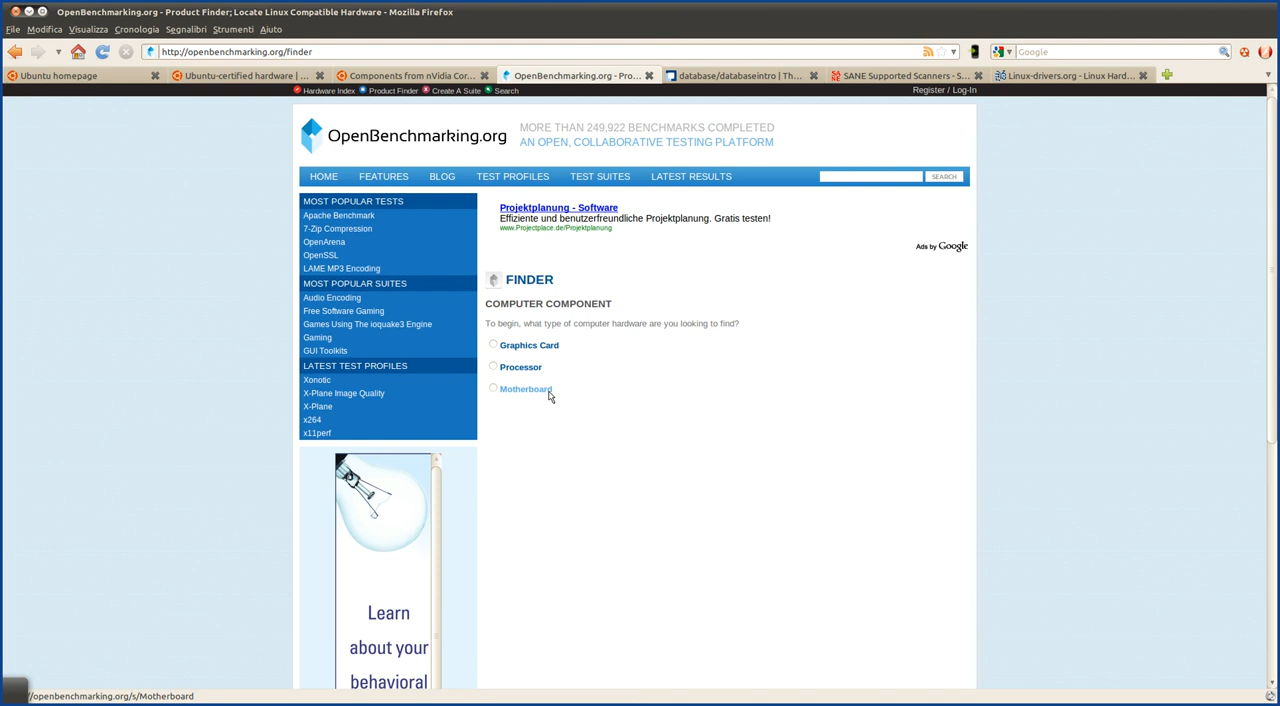 OpenBenchmarking.org - Product Finder; Locate Linux Compatible Hardware - Mozilla Firefox
File Modifica Visualizza Cronologia Segnalibri Strumenti Aiuto
http://openbenchmarking.org/finder
Google
Ubuntu homepage
Ubuntu-certified hardware | ...
Components from nVidia Cor...
OpenBenchmarking.org - Pro...
database/databaseintro | Th...
SANE Supported Scanners - S...
Linux-drivers.org - Linux Hard...
Hardware Index Product Finder Create A Suite Search
Register / Log-In
OpenBenchmarking.org
MORE THAN 249,922 BENCHMARKS COMPLETED
AN OPEN, COLLABORATIVE TESTING PLATFORM
HOME FEATURES BLOG TEST PROFILES TEST SUITES LATEST RESULTS
SEARCH
MOST POPULAR TESTS
Apache Benchmark
7-Zip Compression
OpenArena
OpenSSL
LAME MP3 Encoding
MOST POPULAR SUITES
Audio Encoding
Free Software Gaming
Games Using The ioquake3 Engine
Gaming
GUI Toolkits
LATEST TEST PROFILES
Xonotic
X-Plane Image Quality
X-Plane
x264
x11perf
Learn
about your
behavioral
Projektplanung - Software
Effiziente und benutzerfreundliche Projektplanung. Gratis testen!
www.Projectplace.de/Projektplanung
Ads by Google
FINDER
COMPUTER COMPONENT
To begin, what type of computer hardware are you looking to find?
Graphics Card
Processor
Motherboard
/openbenchmarking.org/s/Motherboard